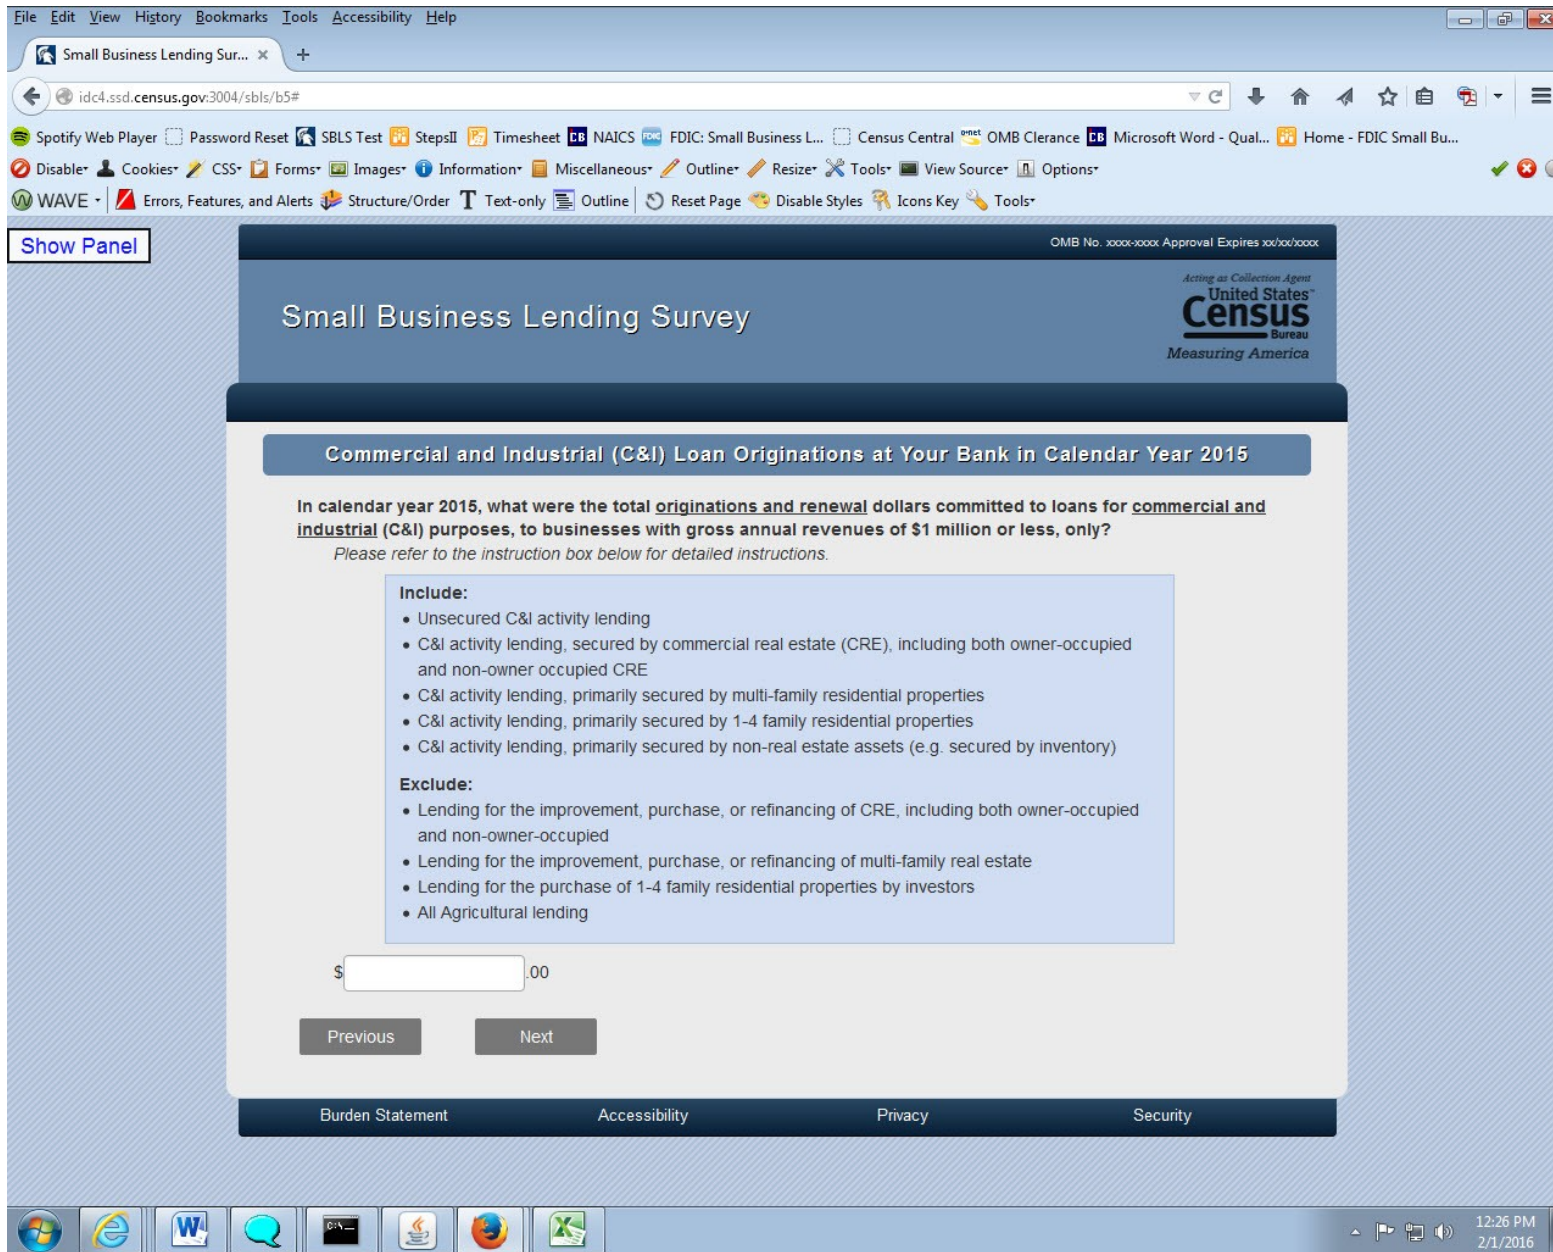 File Edit View History Bookmarks Tools Accessibility Help
Small Business Lending Sur... × +
idc4.ssd.census.gov:3004/sbls/b5#
Spotify Web Player Password Reset SBLS Test StepsII Timesheet CB NAICS FDIC FDIC: Small Business L... Census Central OMB Clerance CB Microsoft Word - Qual... Home - FDIC Small Bu...
Disable Cookies CSS Forms Images Information Miscellaneous Outline Resize Tools View Source Options
WAVE Errors, Features, and Alerts Structure/Order T Text-only Outline Reset Page Disable Styles Icons Key Tools
Show Panel
OMB No. xxxx-xxxx Approval Expires xx/xx/xxxx
Small Business Lending Survey
Acting as Collection Agent
United States™
Census
Bureau
Measuring America
Commercial and Industrial (C&I) Loan Originations at Your Bank in Calendar Year 2015
In calendar year 2015, what were the total originations and renewal dollars committed to loans for commercial and
industrial (C&I) purposes, to businesses with gross annual revenues of $1 million or less, only?
Please refer to the instruction box below for detailed instructions.
Include:
• Unsecured C&I activity lending
• C&I activity lending, secured by commercial real estate (CRE), including both owner-occupied
and non-owner occupied CRE
• C&I activity lending, primarily secured by multi-family residential properties
• C&I activity lending, primarily secured by 1-4 family residential properties
• C&I activity lending, primarily secured by non-real estate assets (e.g. secured by inventory)
Exclude:
• Lending for the improvement, purchase, or refinancing of CRE, including both owner-occupied
and non-owner-occupied
• Lending for the improvement, purchase, or refinancing of multi-family real estate
• Lending for the purchase of 1-4 family residential properties by investors
• All Agricultural lending
$ .00
Previous Next
Burden Statement Accessibility Privacy Security
12:26 PM
2/1/2016